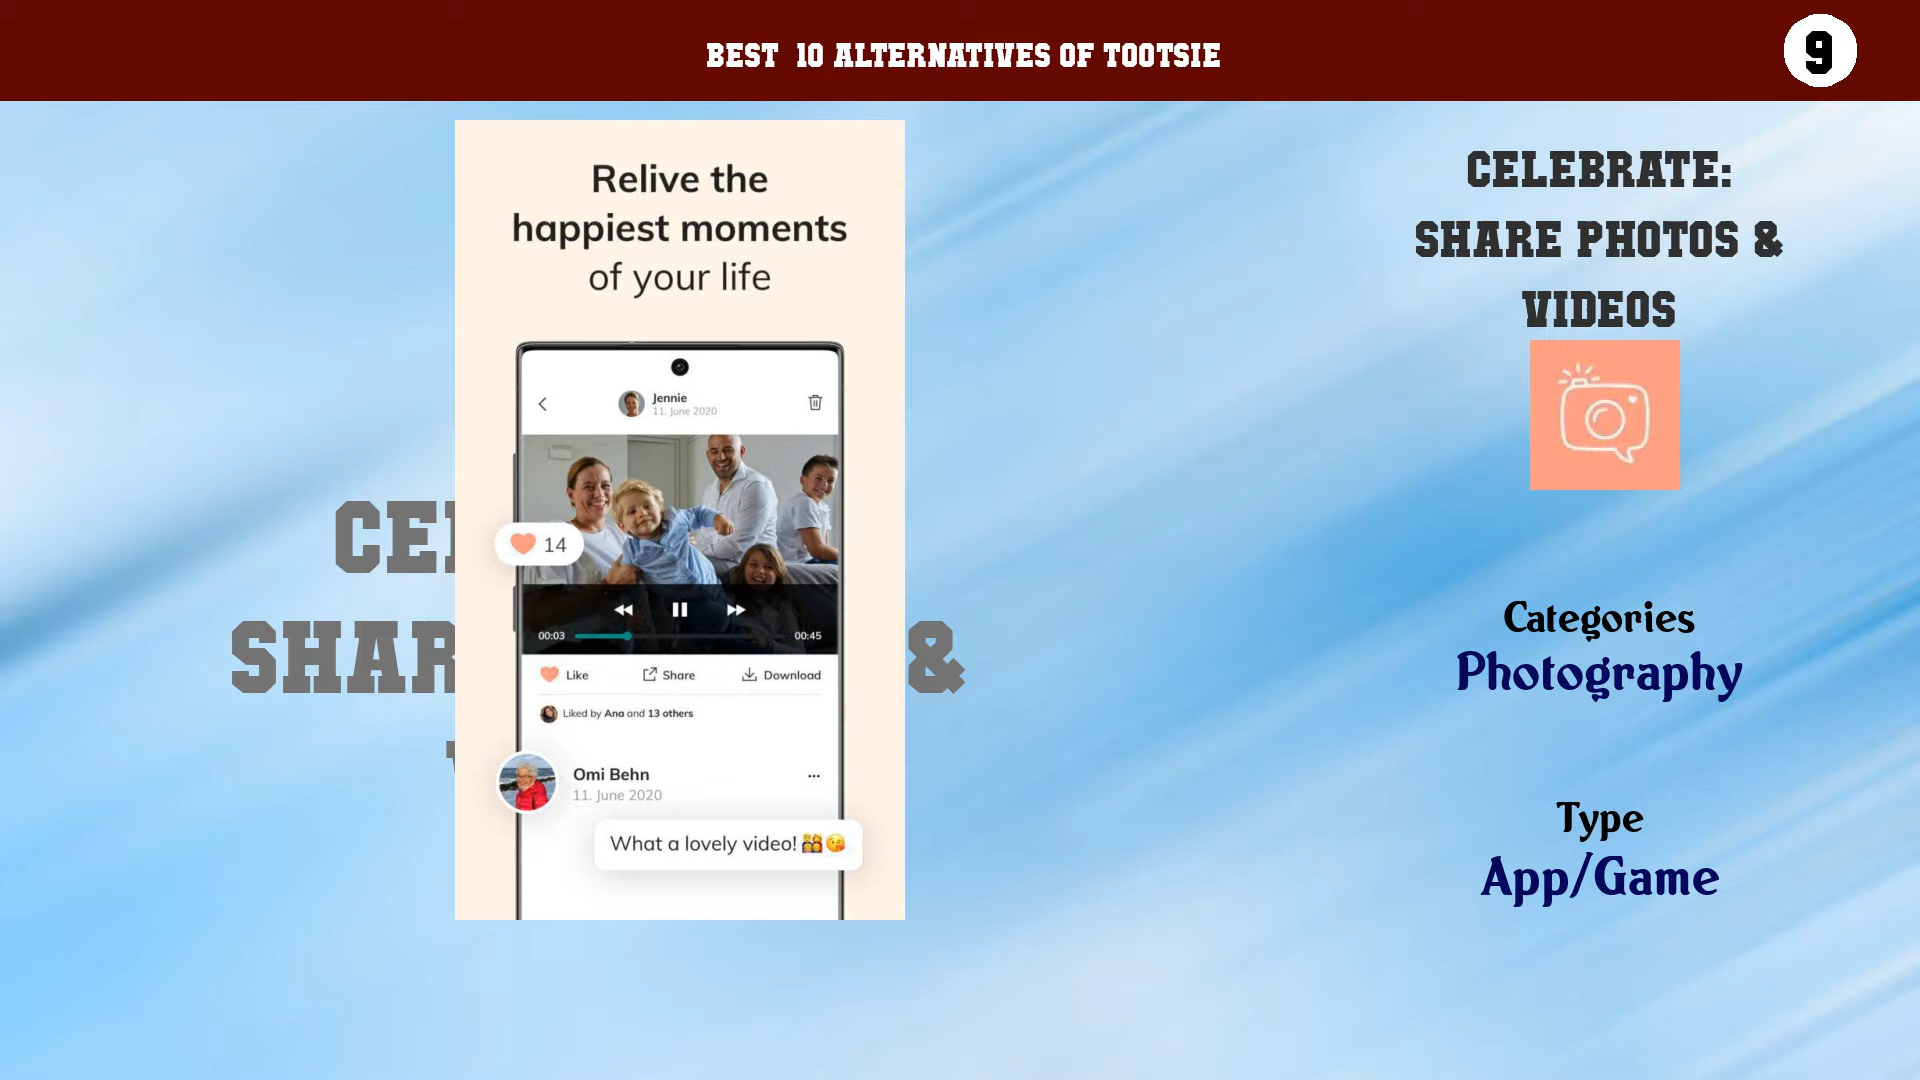 BEST 10 ALTERNATIVES OF TOOTSIE
9
Relive the
happiest moments
of your life
Jennie
11. June 2020
14
00:03
00:45
Like
Share
Download
Liked by Ana and 13 others
Omi Behn
11. June 2020
What a lovely video! 👨‍👩‍👧‍👦😘
&
CELEBRATE:
SHARE PHOTOS &
VIDEOS
Categories
Photography
Type
App/Game